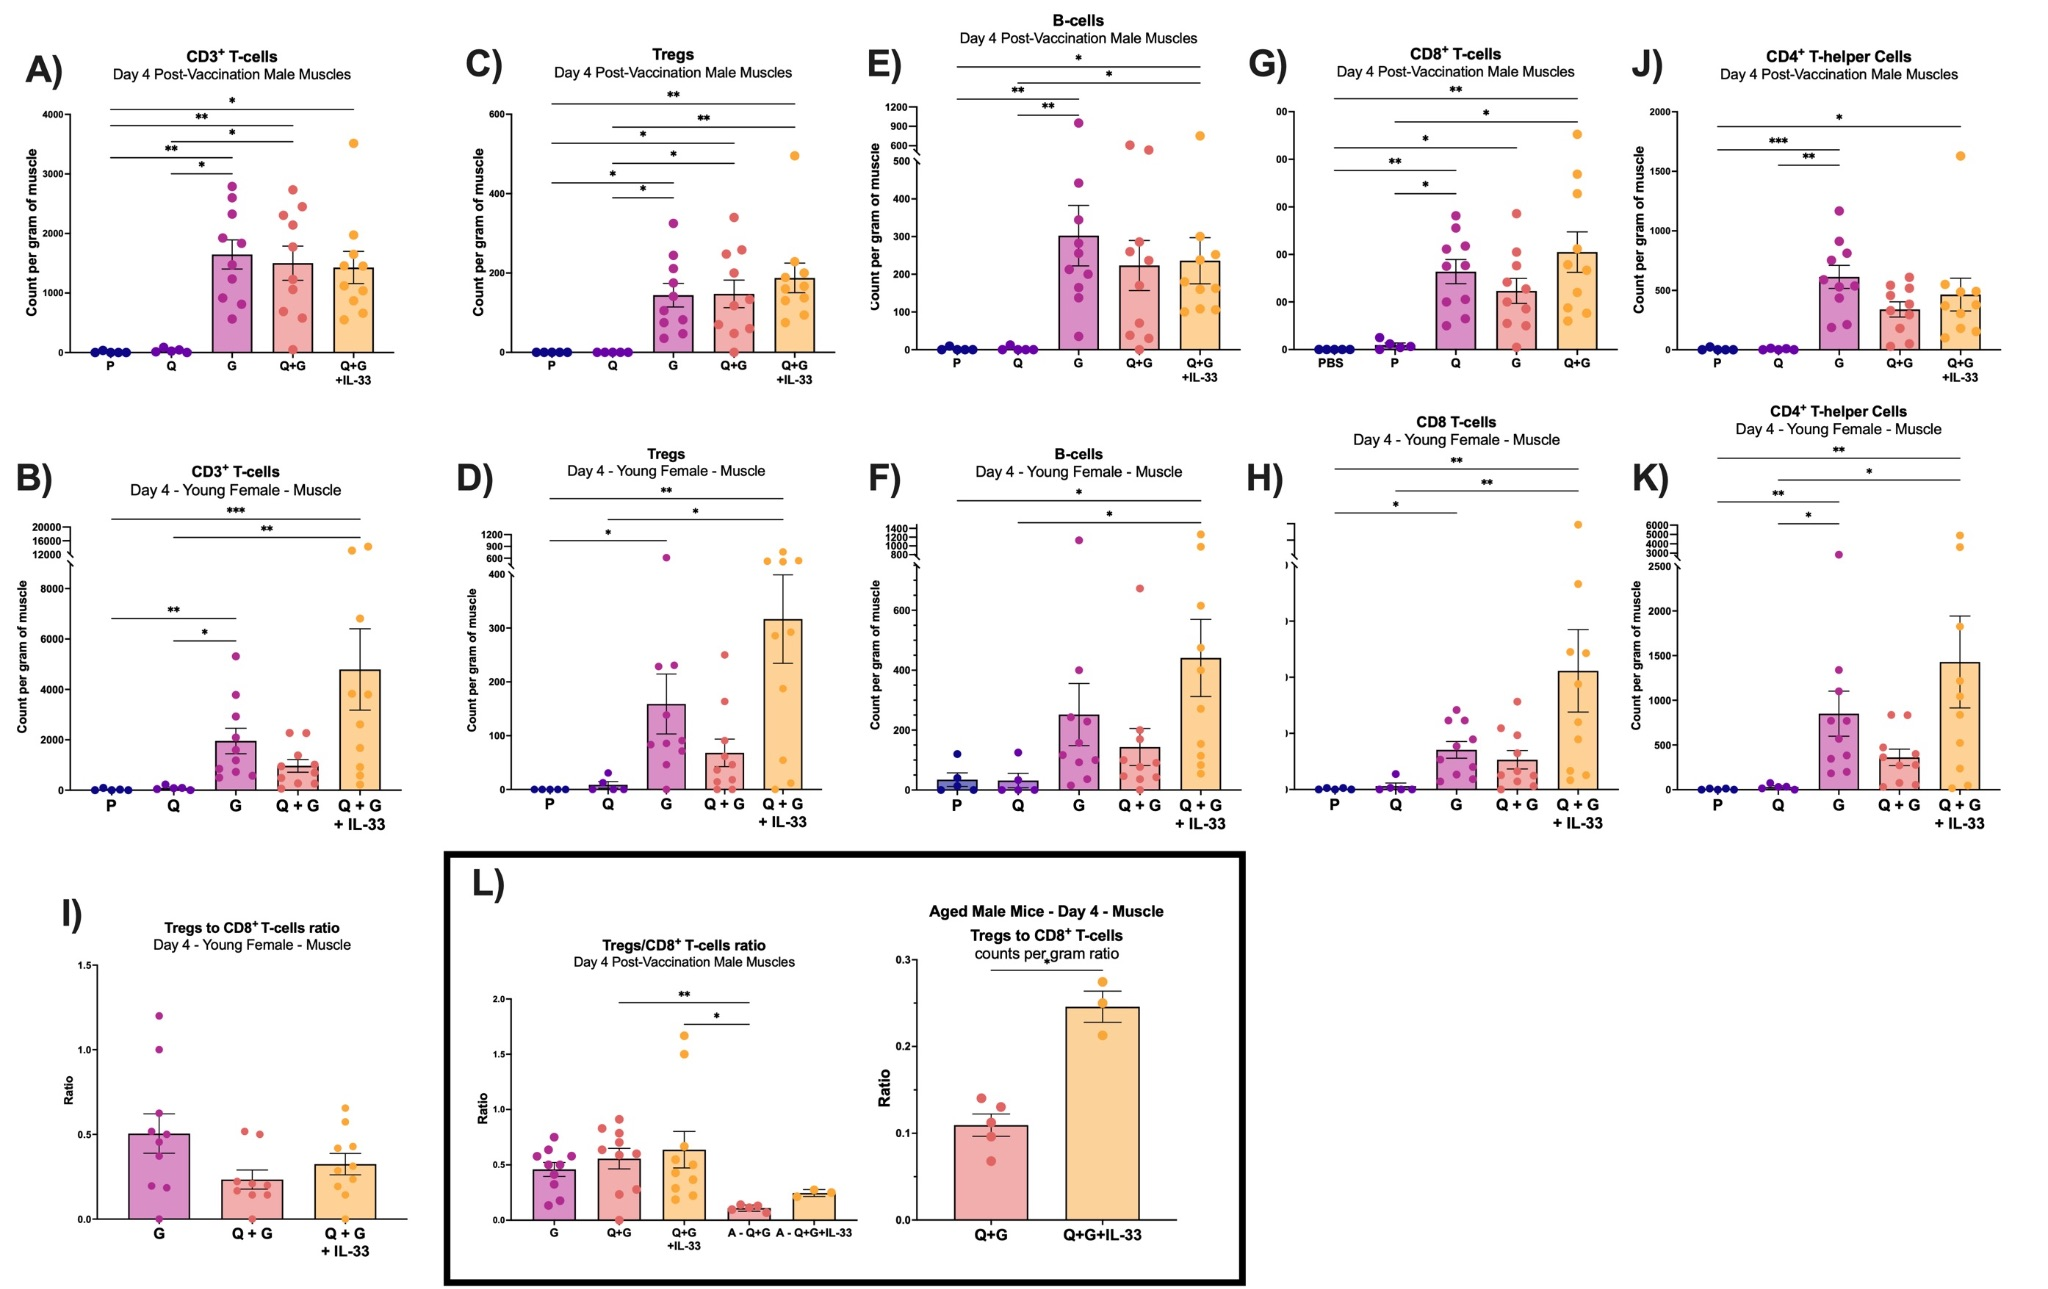 A)
CD3+ T-cells
Day 4 Post-Vaccination Male Muscles
*
**
*
**
*
Count per gram of muscle
4000
3000
2000
1000
0
P Q G Q+G Q+G
+IL-33
C)
Tregs
Day 4 Post-Vaccination Male Muscles
**
**
*
*
*
*
Count per gram of muscle
600
400
200
0
P Q G Q+G Q+G
+IL-33
E)
B-cells
Day 4 Post-Vaccination Male Muscles
*
*
**
**
Count per gram of muscle
1200
900
600
500
400
300
200
100
0
P Q G Q+G Q+G
+IL-33
G)
CD8+ T-cells
Day 4 Post-Vaccination Male Muscles
**
*
*
**
*
00
00
00
00
00
0
PBS P Q G Q+G
J)
CD4+ T-helper Cells
Day 4 Post-Vaccination Male Muscles
*
***
**
Count per gram of muscle
2000
1500
1000
500
0
P Q G Q+G Q+G
+IL-33
B)
CD3+ T-cells
Day 4 - Young Female - Muscle
***
**
**
*
Count per gram of muscle
20000
16000
12000
8000
6000
4000
2000
0
P Q G Q + G Q + G
+ IL-33
D)
Tregs
Day 4 - Young Female - Muscle
**
*
*
Count per gram of muscle
1200
900
600
400
300
200
100
0
P Q G Q + G Q + G
+ IL-33
F)
B-cells
Day 4 - Young Female - Muscle
*
*
Count per gram of muscle
1400
1200
1000
800
600
400
200
0
P Q G Q + G Q + G
+ IL-33
H)
CD8 T-cells
Day 4 - Young Female - Muscle
**
**
*
P Q G Q + G Q + G
+ IL-33
K)
CD4+ T-helper Cells
Day 4 - Young Female - Muscle
**
*
**
*
Count per gram of muscle
6000
5000
4000
3000
2500
2000
1500
1000
500
0
P Q G Q + G Q + G
+ IL-33
I)
Tregs to CD8+ T-cells ratio
Day 4 - Young Female - Muscle
Ratio
1.5
1.0
0.5
0.0
G Q + G Q + G
+ IL-33
L)
Tregs/CD8+ T-cells ratio
Day 4 Post-Vaccination Male Muscles
**
*
Ratio
2.0
1.5
1.0
0.5
0.0
G Q+G Q+G A - Q+G A - Q+G+IL-33
+IL-33
Aged Male Mice - Day 4 - Muscle
Tregs to CD8+ T-cells
counts per gram ratio
*
Ratio
0.3
0.2
0.1
0.0
Q+G Q+G+IL-33